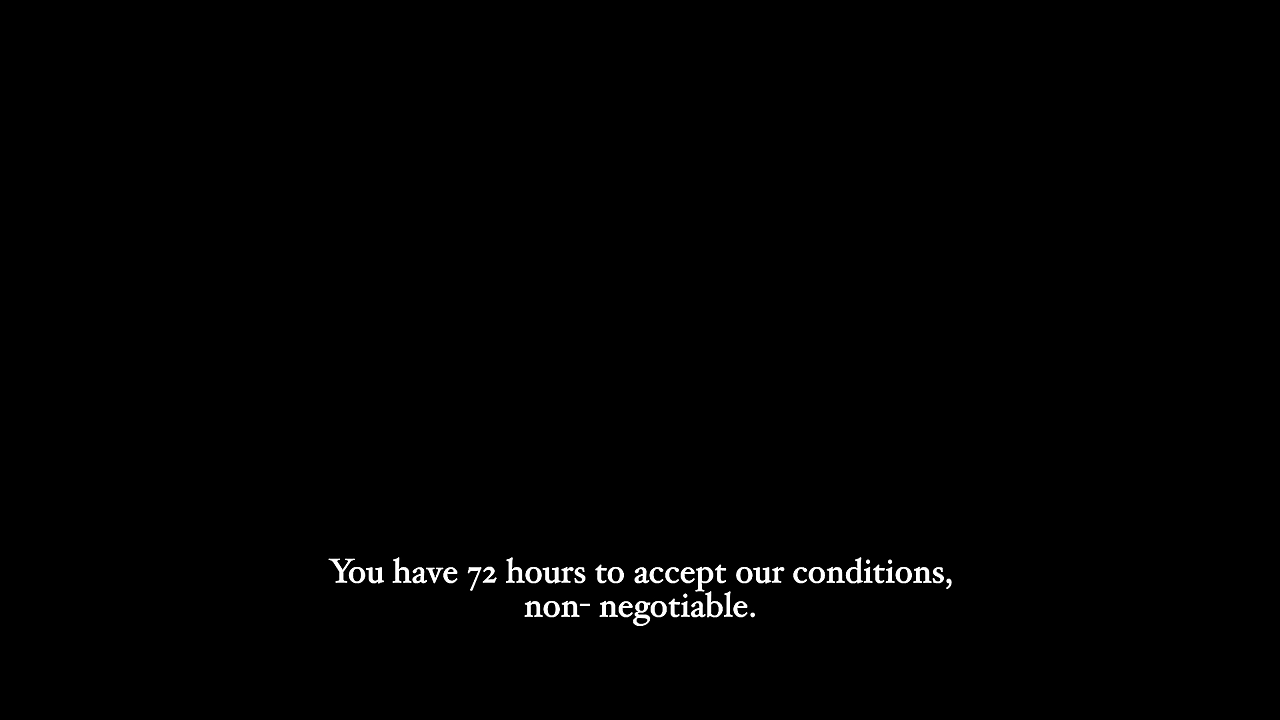 You have 72 hours to accept our conditions,
non- negotiable.